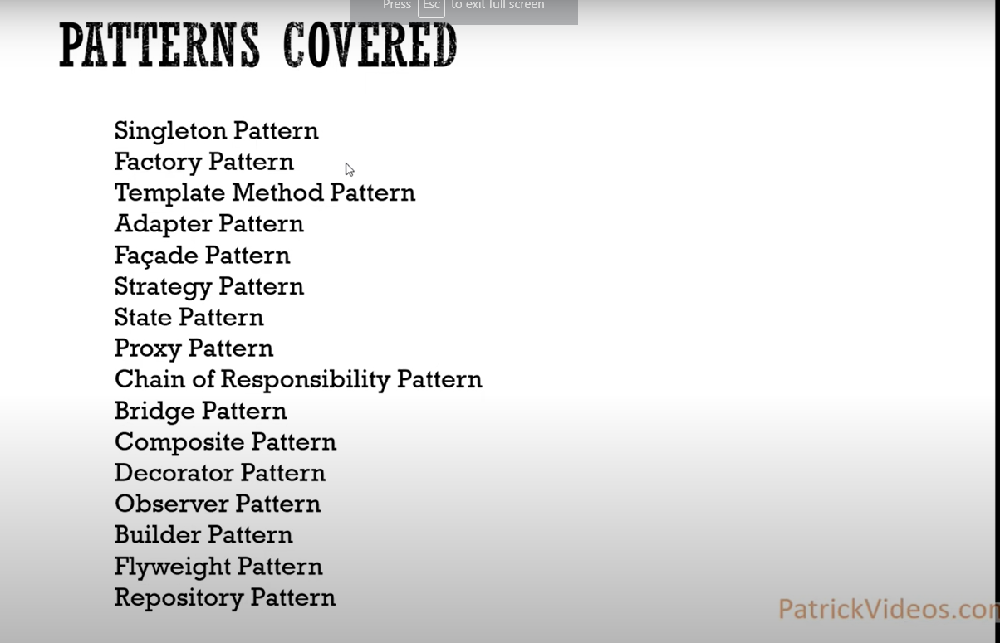 Press Esc to exit full screen
PATTERNS COVERED
Singleton Pattern
Factory Pattern
Template Method Pattern
Adapter Pattern
Façade Pattern
Strategy Pattern
State Pattern
Proxy Pattern
Chain of Responsibility Pattern
Bridge Pattern
Composite Pattern
Decorator Pattern
Observer Pattern
Builder Pattern
Flyweight Pattern
Repository Pattern
PatrickVideos.com